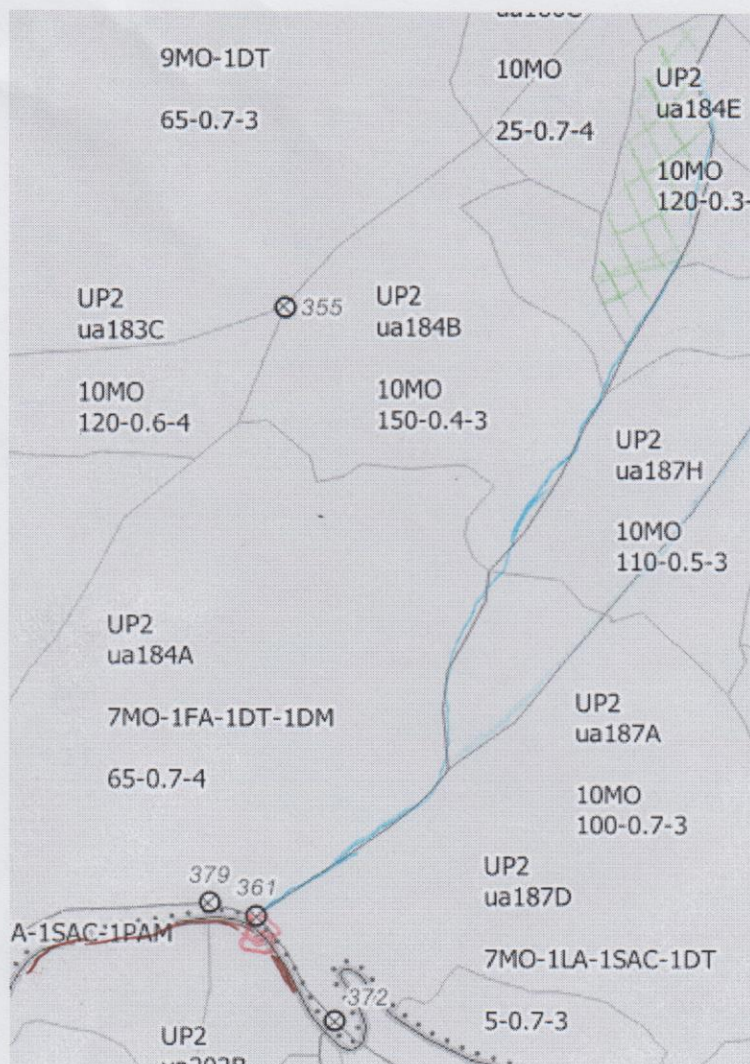 9MO-1DT
65-0.7-3
10MO
25-0.7-4
UP2
ua184E
10MO
120-0.3-
UP2
ua183C
10MO
120-0.6-4
355
UP2
ua184B
10MO
150-0.4-3
UP2
ua187H
10MO
110-0.5-3
UP2
ua184A
7MO-1FA-1DT-1DM
65-0.7-4
UP2
ua187A
10MO
100-0.7-3
379
361
A-1SAC-1PAM
UP2
ua187D
7MO-1LA-1SAC-1DT
5-0.7-3
372
UP2